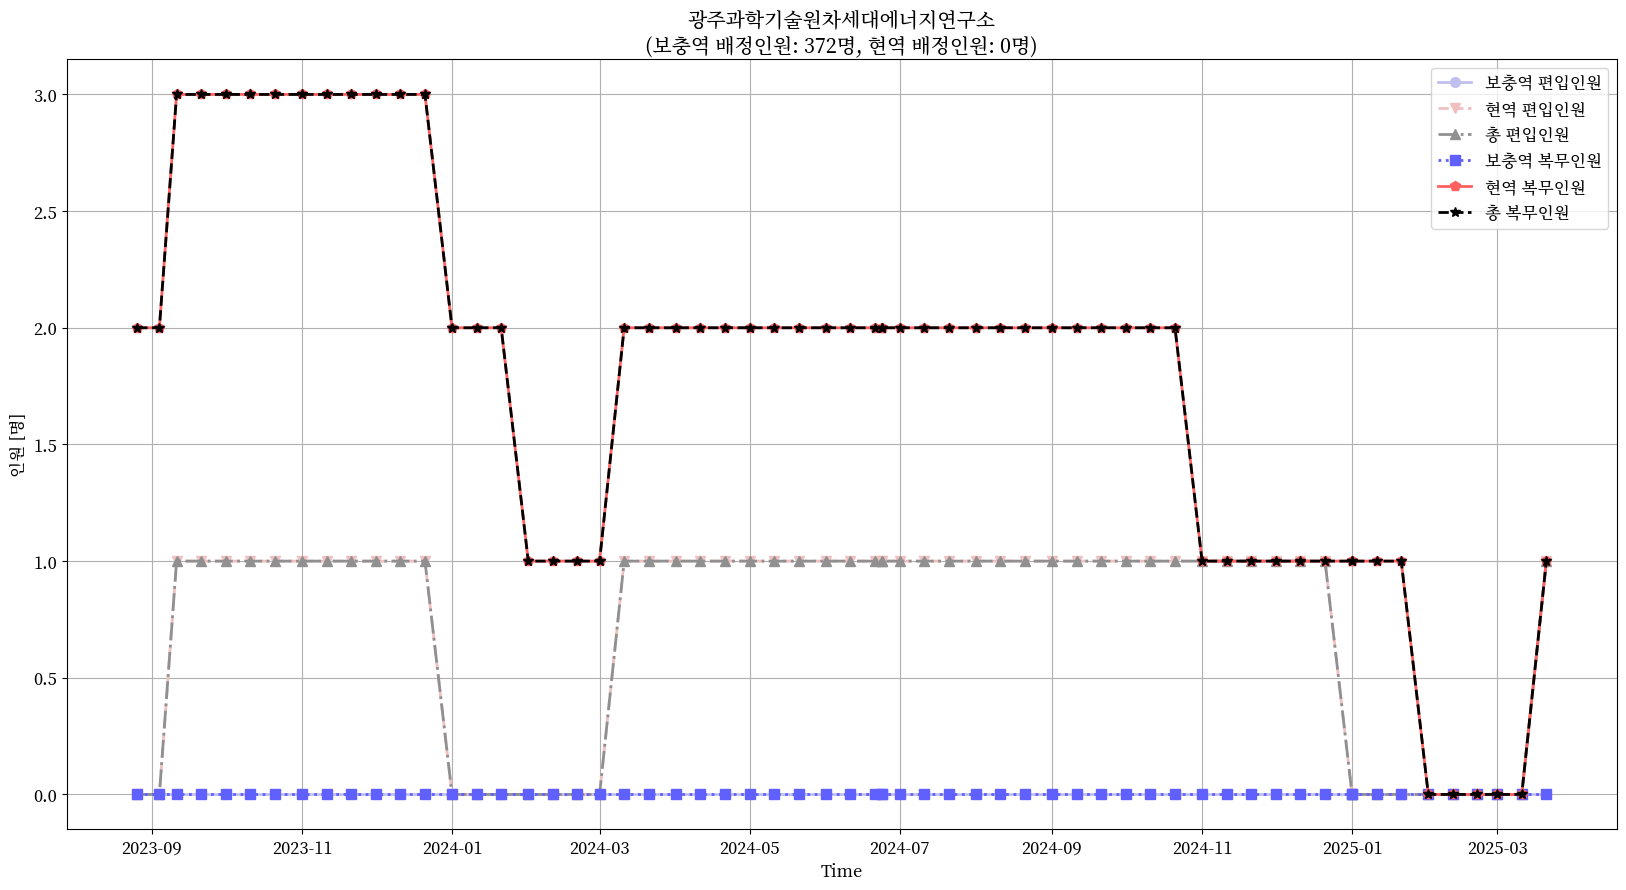 광주과학기술원차세대에너지연구소
(보충역 배정인원: 372명, 현역 배정인원: 0명)
보충역 편입인원
현역 편입인원
총 편입인원
보충역 복무인원
현역 복무인원
총 복무인원
인원 [명]
3.0
2.5
2.0
1.5
1.0
0.5
0.0
2023-09
2023-11
2024-01
2024-03
2024-05
2024-07
2024-09
2024-11
2025-01
2025-03
Time